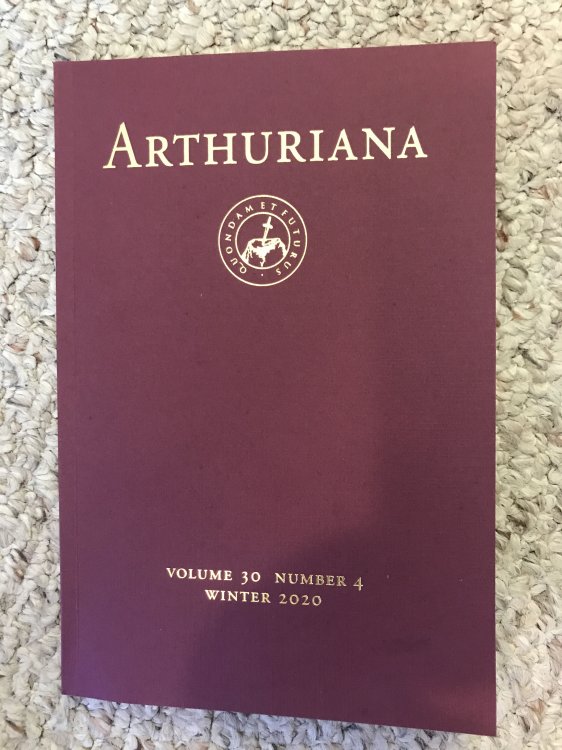 ARTHURIANA
QUONDAM ET FUTURUS
VOLUME 30 NUMBER 4
WINTER 2020